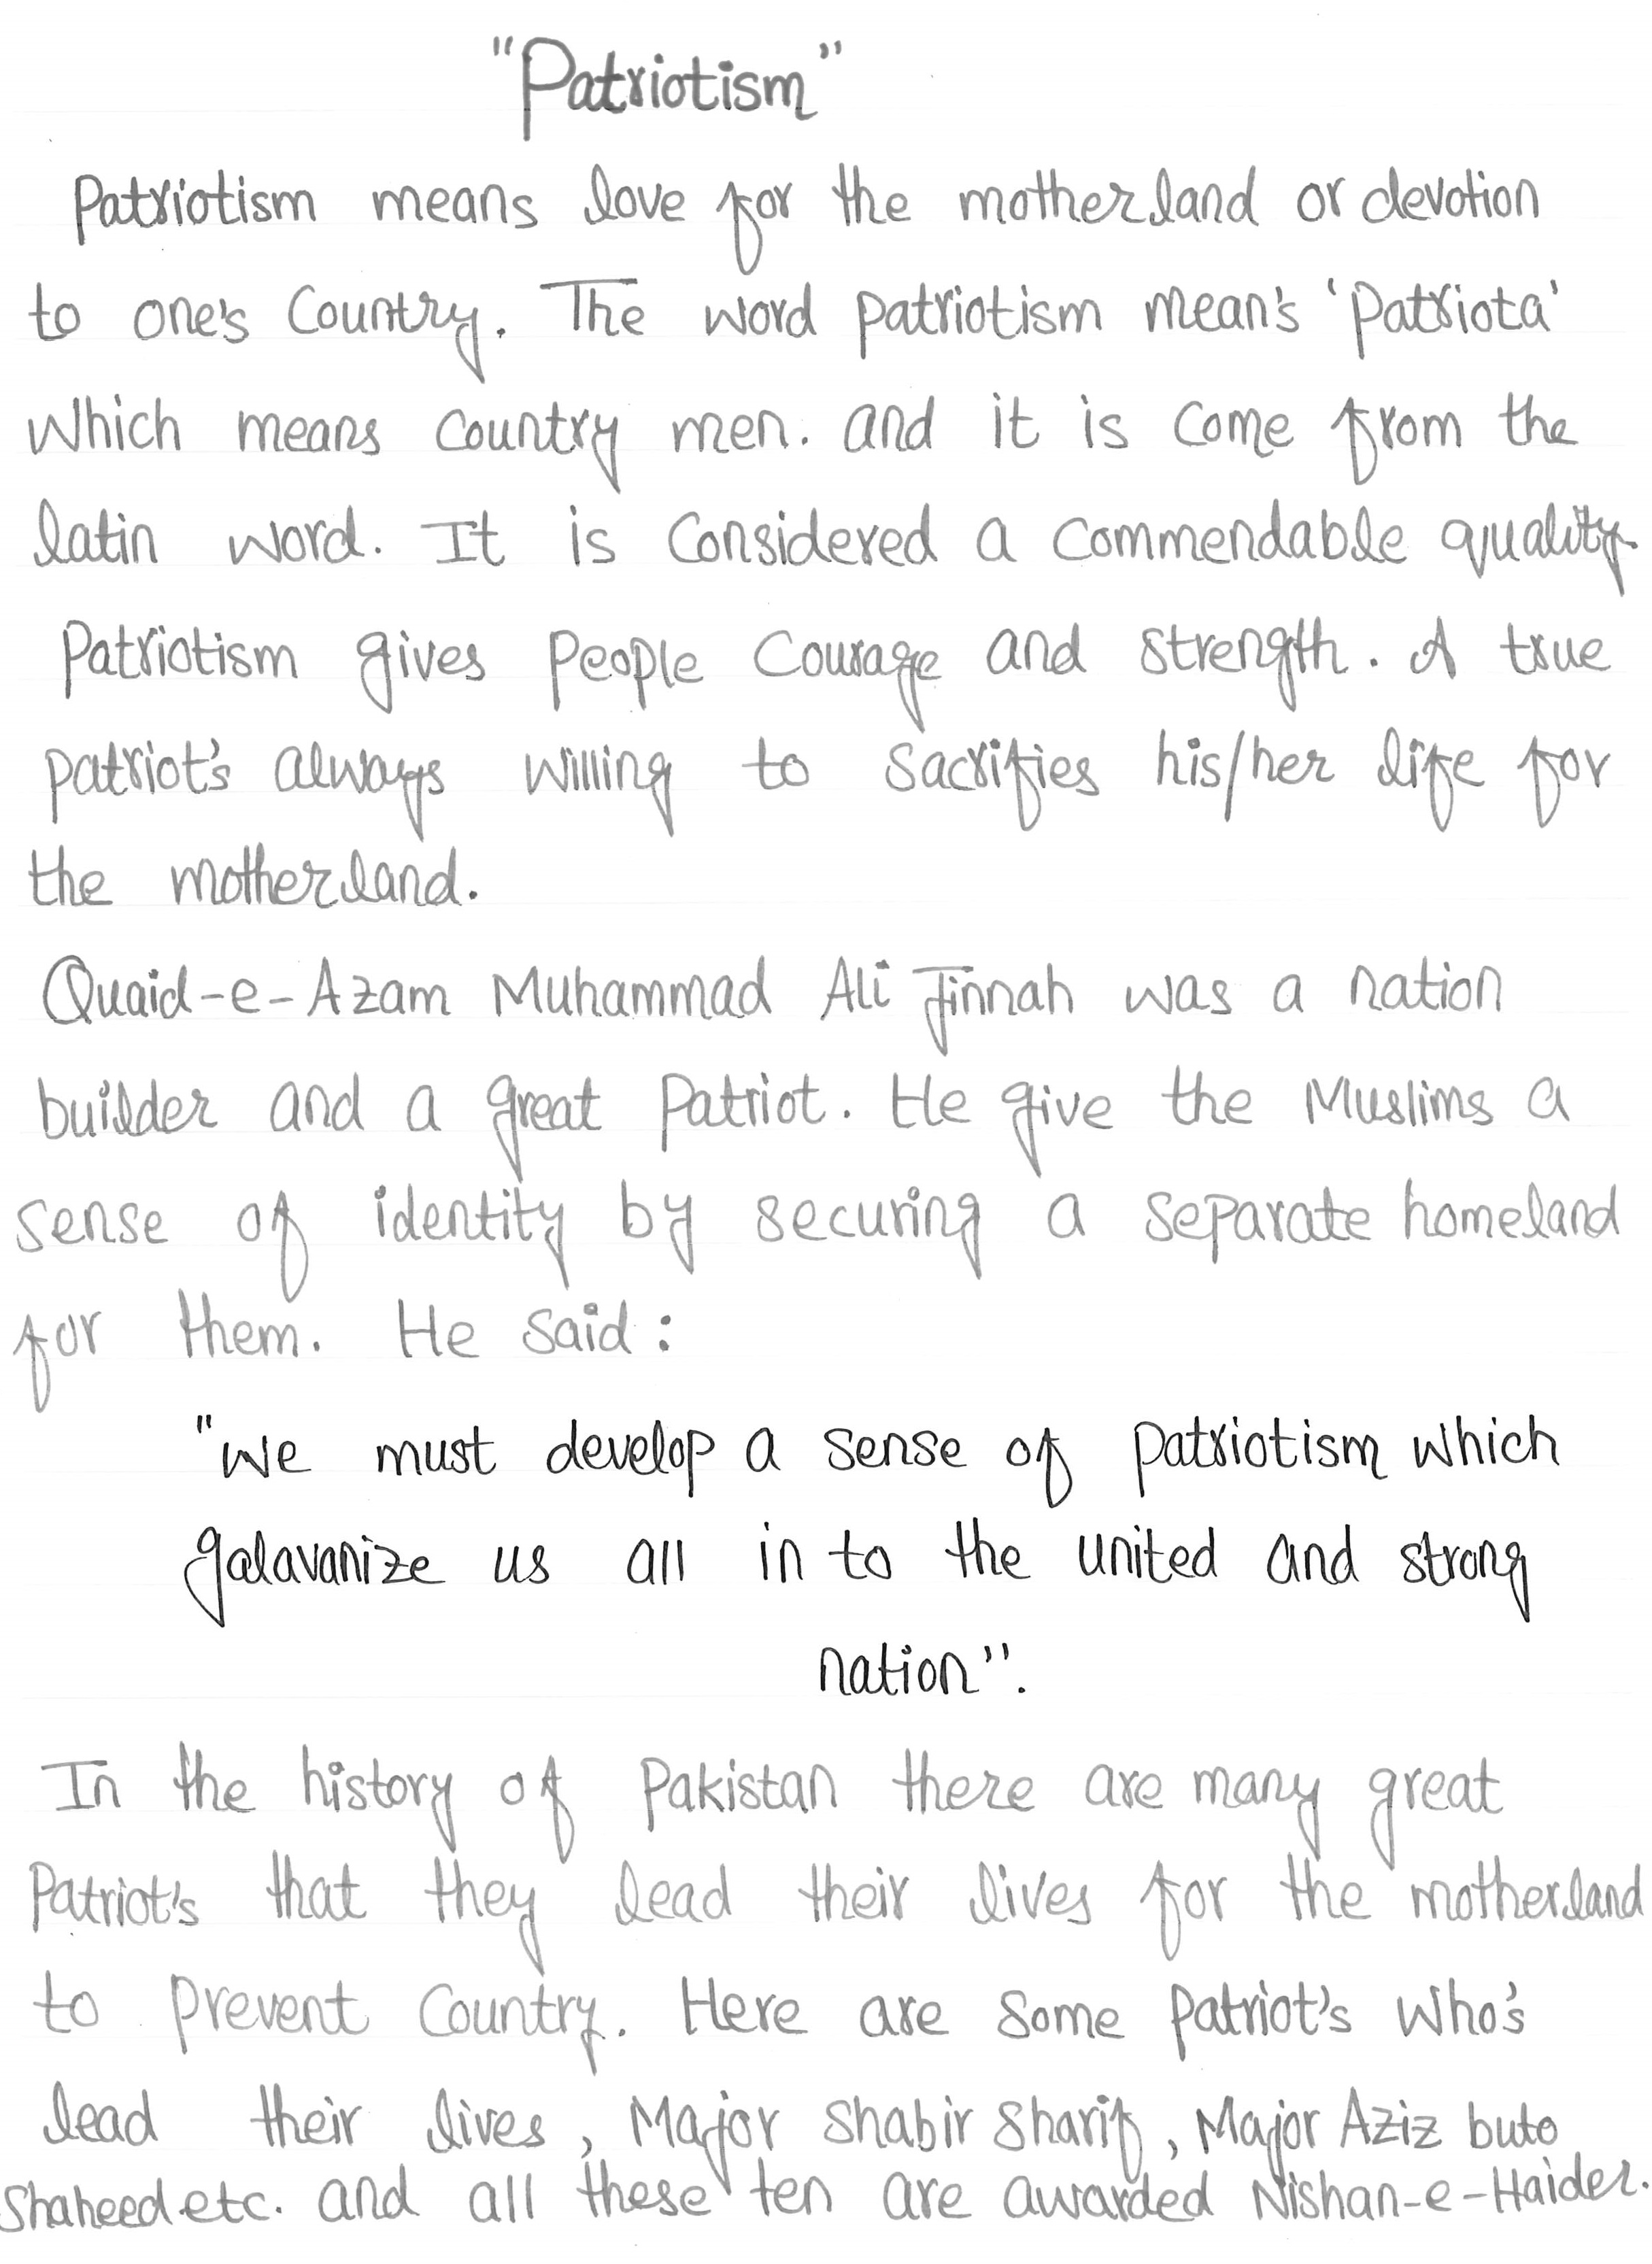 "Patriotism"
Patriotism means love for the motherland or devotion
to one's Country. The word patriotism mean's 'Patriota'
Which means country men. and it is come from the
latin word. It is Considered a commendable quality.
Patriotism gives People Courage and strength. A true
patriot's always willing to Sacrifies his/her life for
the motherland.
Quaid-e-Azam Muhammad Ali Jinnah was a nation
builder and a great Patriot. He give the Muslims a
sense of identity by securing a separate homeland
for them. He said:
"We must develop a sense of Patriotism which
galavanize us all in to the united and strong
nation".
In the history of Pakistan there are many great
Patriot's that they lead their lives for the motherland
to prevent Country. Here are some patriot's Who's
lead their lives, Major Shabir Sharif, Major Aziz buto
Shaheed.etc. and all these ten are awarded Nishan-e-Haider.